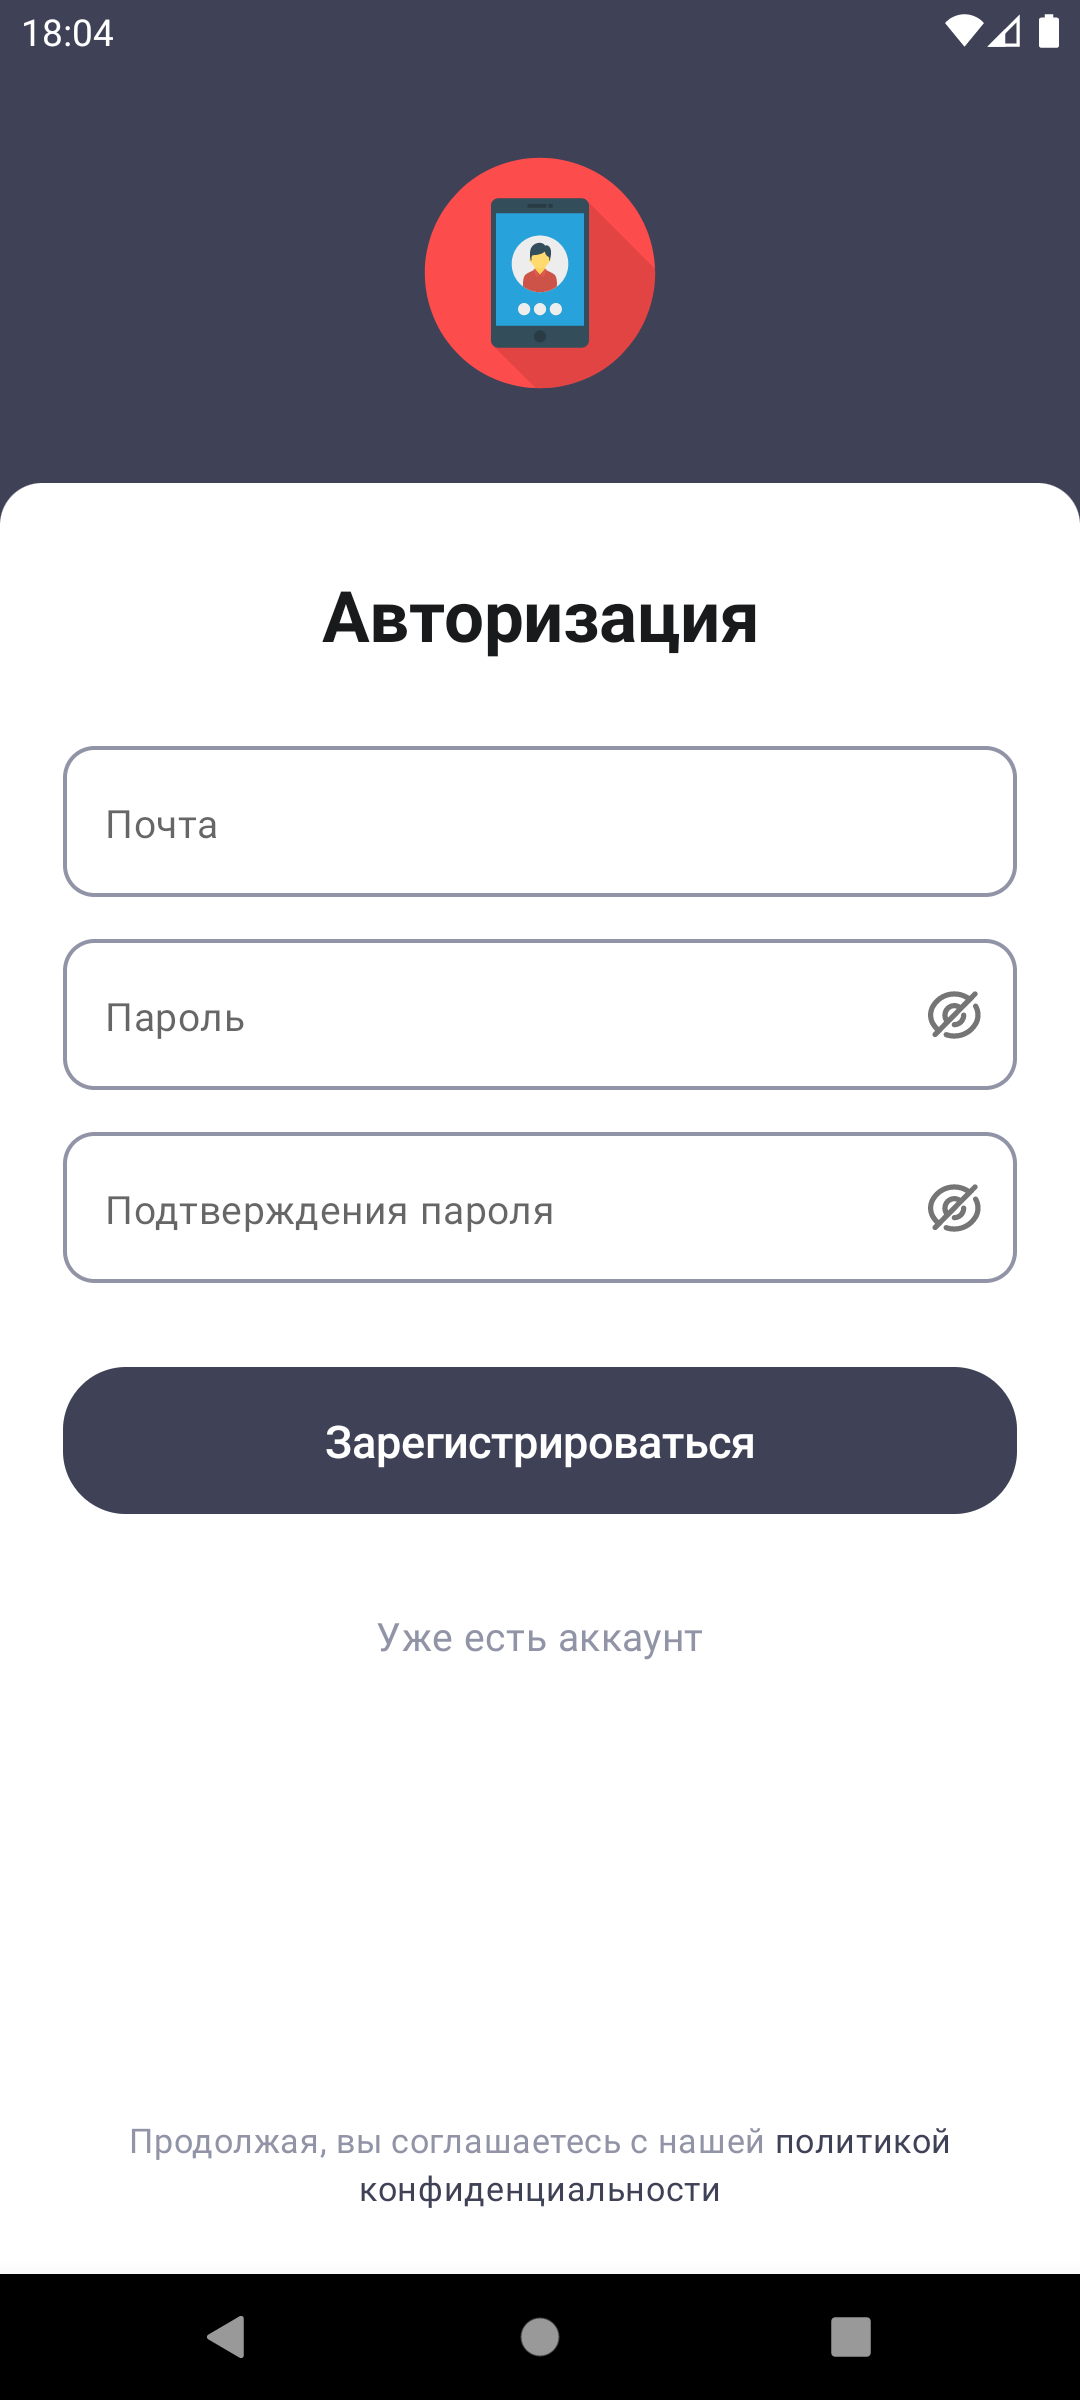 18:04
Авторизация
Почта
Пароль
Подтверждения пароля
Зарегистрироваться
Уже есть аккаунт
Продолжая, вы соглашаетесь с нашей политикой
конфиденциальности